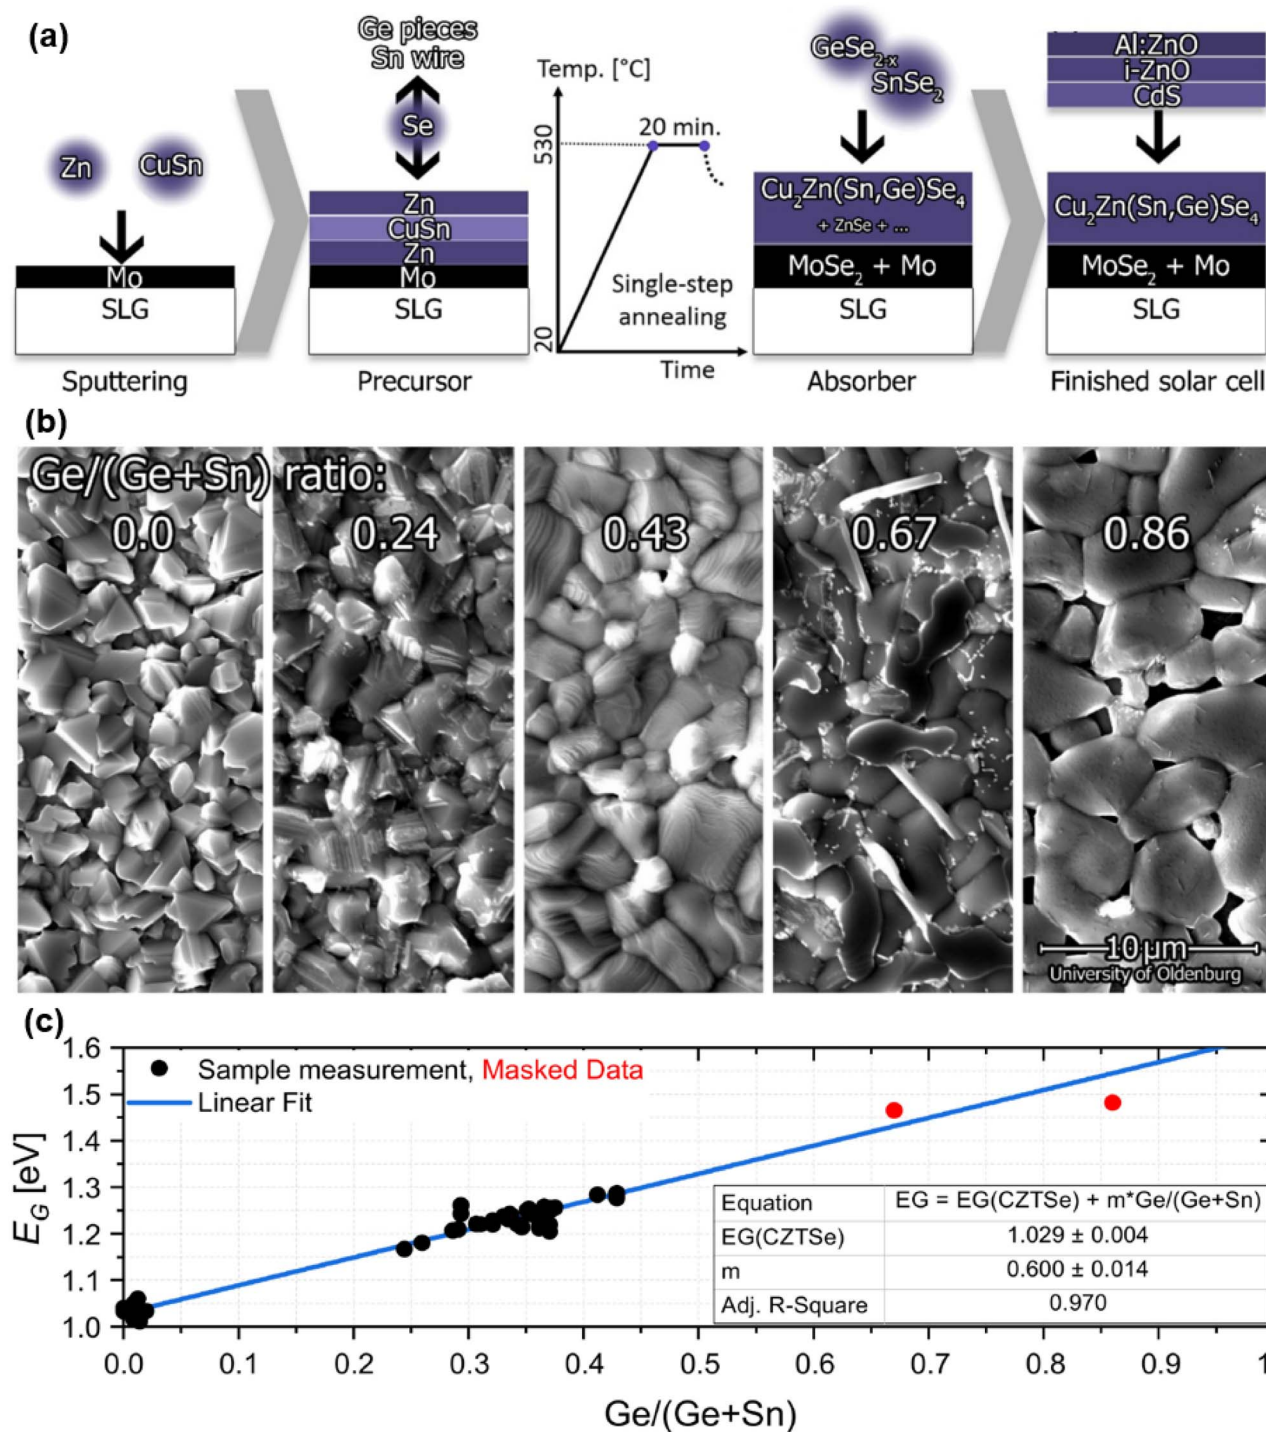 (a)
Zn
CuSn
Mo
SLG
Sputtering
Ge pieces
Sn wire
Se
Zn
CuSn
Zn
Mo
SLG
Precursor
Temp. [°C]
530
20 min.
20
Single-step
annealing
Time
GeSe2-x
SnSe2
Cu2Zn(Sn,Ge)Se4
+ ZnSe + ...
MoSe2 + Mo
SLG
Absorber
Al:ZnO
i-ZnO
CdS
Cu2Zn(Sn,Ge)Se4
MoSe2 + Mo
SLG
Finished solar cell
(b)
Ge/(Ge+Sn) ratio:
0.0
0.24
0.43
0.67
0.86
10 µm
University of Oldenburg
(c)
1.6
1.5
1.4
1.3
1.2
1.1
1.0
EG [eV]
Sample measurement, Masked Data
Linear Fit
Equation EG = EG(CZTSe) + m*Ge/(Ge+Sn)
EG(CZTSe) 1.029 ± 0.004
m 0.600 ± 0.014
Adj. R-Square 0.970
0.0 0.1 0.2 0.3 0.4 0.5 0.6 0.7 0.8 0.9 1
Ge/(Ge+Sn)